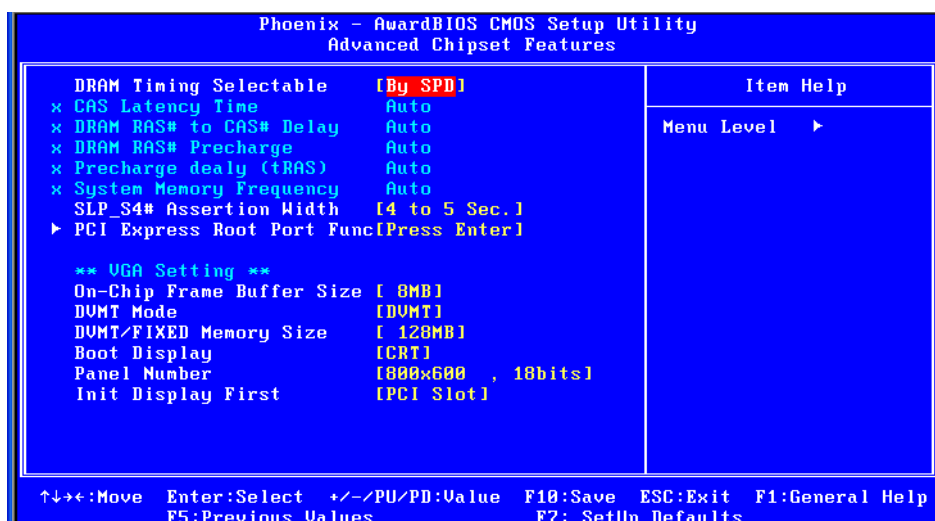 Phoenix - AwardBIOS CMOS Setup Utility
Advanced Chipset Features
DRAM Timing Selectable [By SPD]
x CAS Latency Time Auto
x DRAM RAS# to CAS# Delay Auto
x DRAM RAS# Precharge Auto
x Precharge dealy (tRAS) Auto
x System Memory Frequency Auto
SLP_S4# Assertion Width [4 to 5 Sec.]
► PCI Express Root Port Func[Press Enter]
** VGA Setting **
On-Chip Frame Buffer Size [ 8MB]
DVMT Mode [DVMT]
DVMT/FIXED Memory Size [ 128MB]
Boot Display [CRT]
Panel Number [800x600 , 18bits]
Init Display First [PCI Slot]
Item Help
Menu Level ►
↑↓→←:Move Enter:Select +/-/PU/PD:Value F10:Save ESC:Exit F1:General Help
F5:Previous Values F7: SetUp Defaults